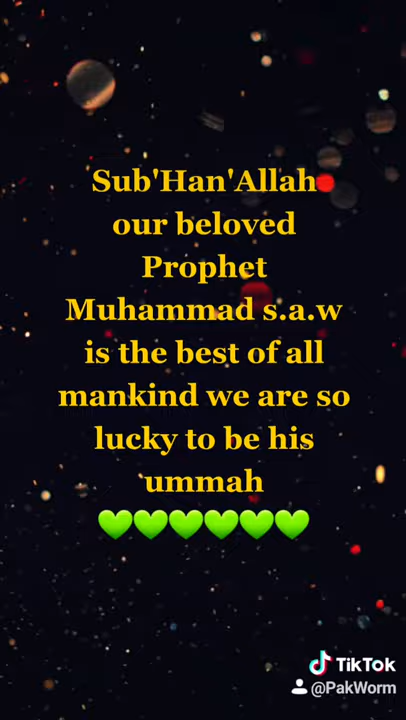 Sub'Han'Allah
our beloved
Prophet
Muhammad s.a.w
is the best of all
mankind we are so
lucky to be his
ummah
💚💚💚💚💚💚
TikTok
@PakWorm